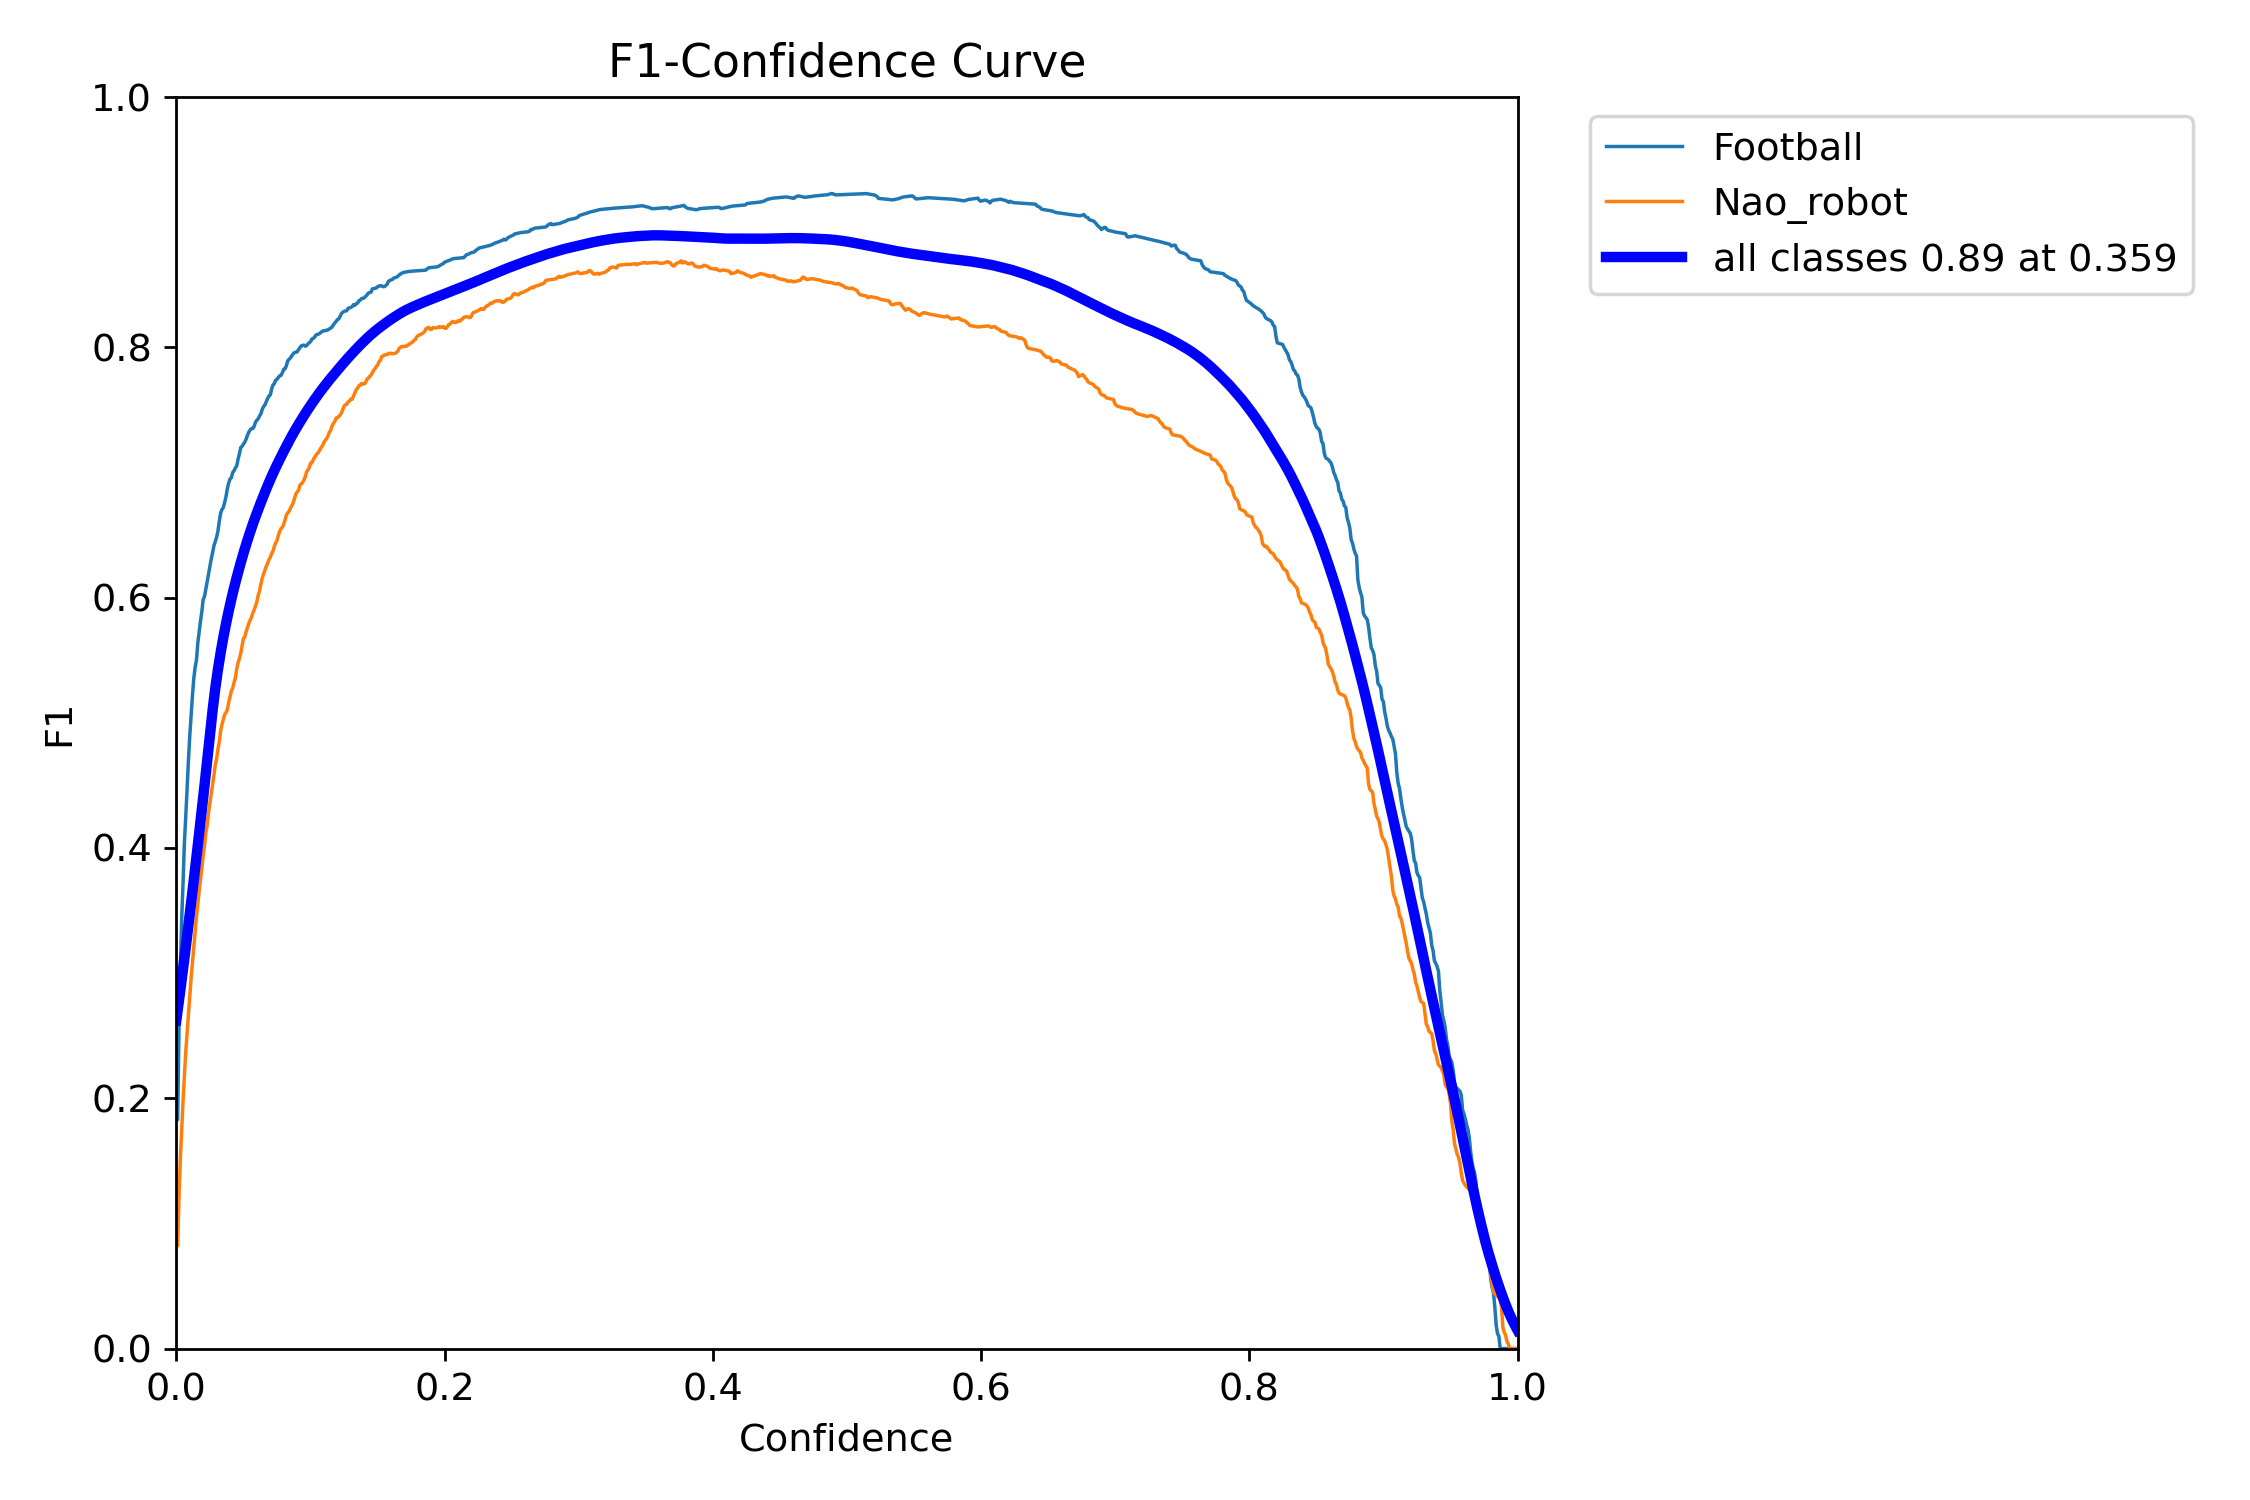 F1-Confidence Curve
1.0
0.8
0.6
0.4
0.2
0.0
F1
0.0 0.2 0.4 0.6 0.8 1.0
Confidence
Football
Nao_robot
all classes 0.89 at 0.359